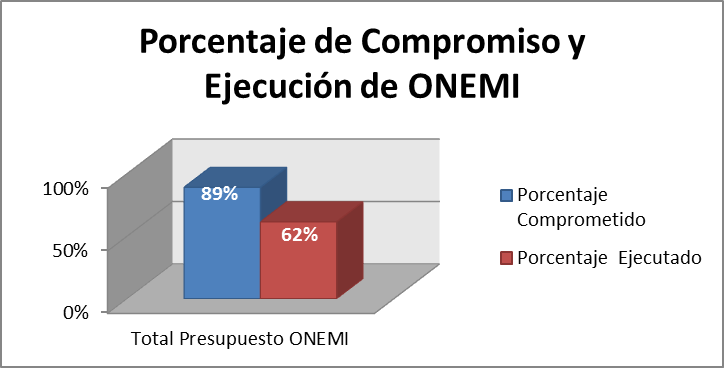 Porcentaje de Compromiso y
Ejecución de ONEMI
100%
50%
0%
89%
62%
Total Presupuesto ONEMI
Porcentaje
Comprometido
Porcentaje Ejecutado